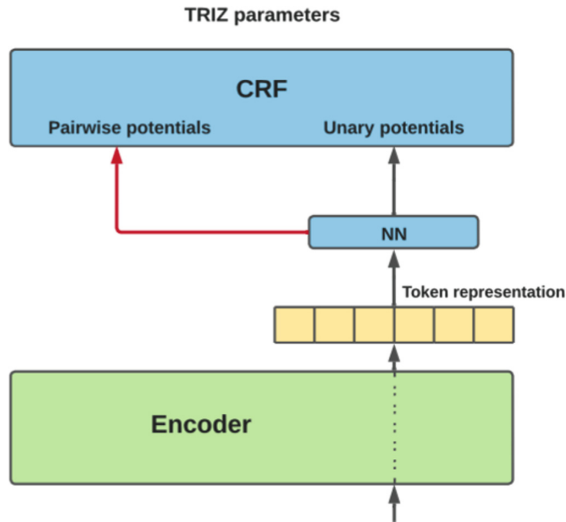 TRIZ parameters
CRF
Pairwise potentials
Unary potentials
NN
Token representation
Encoder